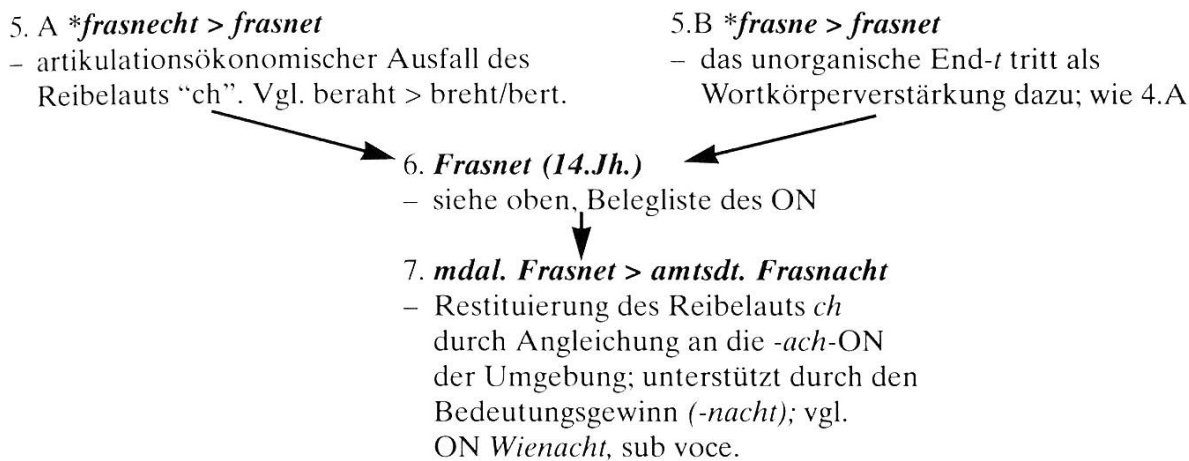 5. A *frasnecht > frasnet
– artikulationsökonomischer Ausfall des
Reibelauts “ch”. Vgl. beraht > breht/bert.
5.B *frasne > frasnet
– das unorganische End-t tritt als
Wortkörperverstärkung dazu; wie 4.A
6. Frasnet (14.Jh.)
– siehe oben, Belegliste des ON
7. mdal. Frasnet > amtsdt. Frasnacht
– Restituierung des Reibelauts ch
durch Angleichung an die -ach-ON
der Umgebung; unterstützt durch den
Bedeutungsgewinn (-nacht); vgl.
ON Wienacht, sub voce.